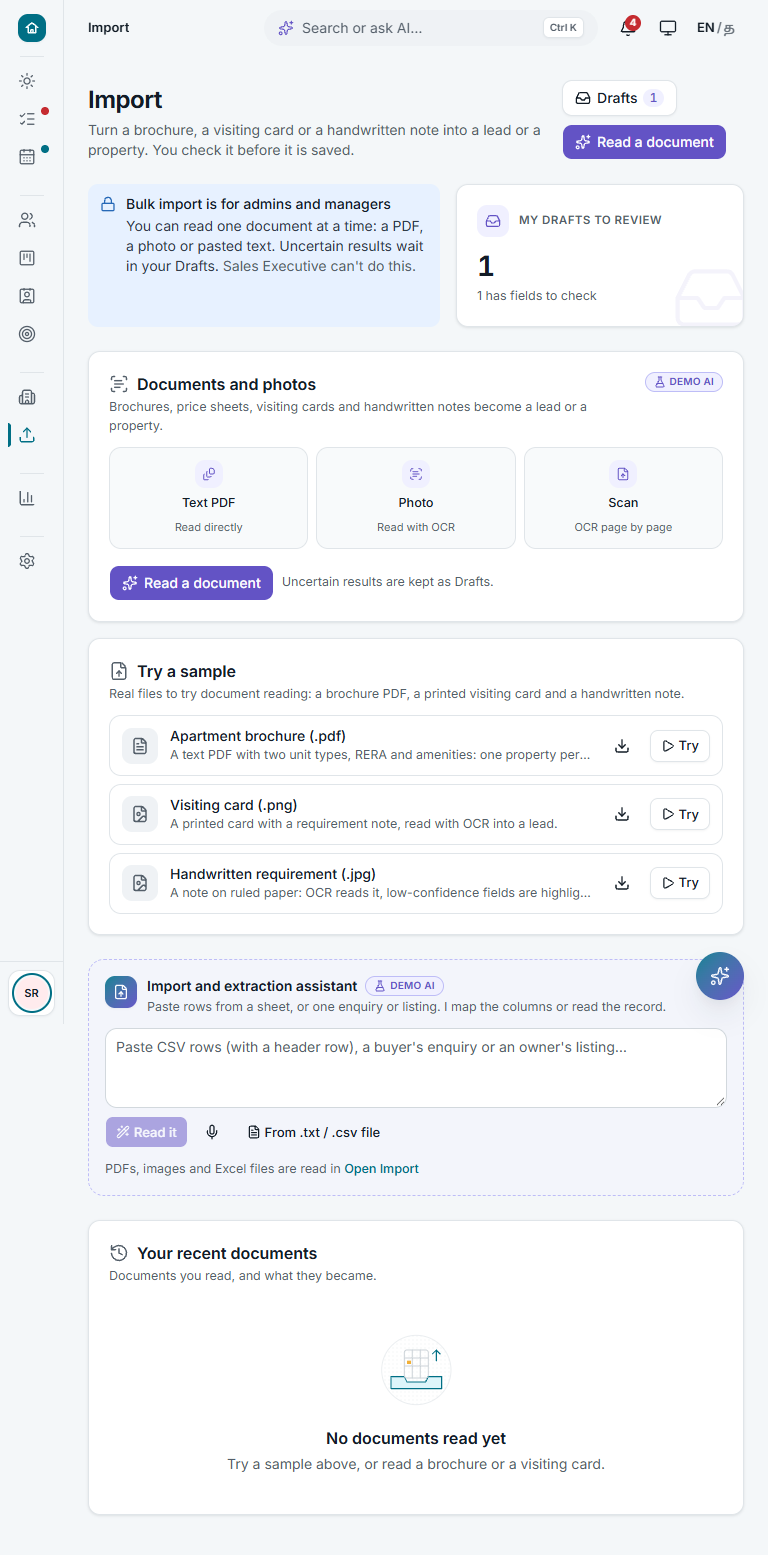 Import
Search or ask AI...
Ctrl K
4
EN / த
Import
Turn a brochure, a visiting card or a handwritten note into a lead or a
property. You check it before it is saved.
Drafts 1
Read a document
Bulk import is for admins and managers
You can read one document at a time: a PDF,
a photo or pasted text. Uncertain results wait
in your Drafts. Sales Executive can't do this.
MY DRAFTS TO REVIEW
1
1 has fields to check
Documents and photos
DEMO AI
Brochures, price sheets, visiting cards and handwritten notes become a lead or a
property.
Text PDF
Read directly
Photo
Read with OCR
Scan
OCR page by page
Read a document
Uncertain results are kept as Drafts.
Try a sample
Real files to try document reading: a brochure PDF, a printed visiting card and a handwritten note.
Apartment brochure (.pdf)
A text PDF with two unit types, RERA and amenities: one property per...
Try
Visiting card (.png)
A printed card with a requirement note, read with OCR into a lead.
Try
Handwritten requirement (.jpg)
A note on ruled paper: OCR reads it, low-confidence fields are highlig...
Try
SR
Import and extraction assistant
DEMO AI
Paste rows from a sheet, or one enquiry or listing. I map the columns or read the record.
Paste CSV rows (with a header row), a buyer's enquiry or an owner's listing...
Read it
From .txt / .csv file
PDFs, images and Excel files are read in Open Import
Your recent documents
Documents you read, and what they became.
No documents read yet
Try a sample above, or read a brochure or a visiting card.